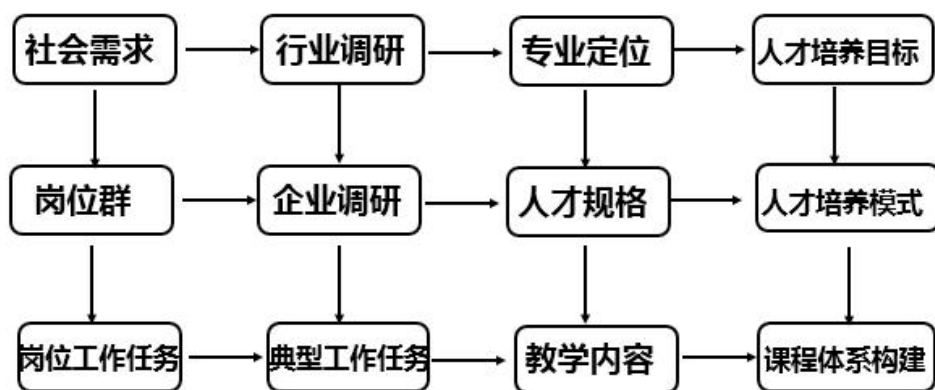 社会需求
行业调研
专业定位
人才培养目标
岗位群
企业调研
人才规格
人才培养模式
岗位工作任务
典型工作任务
教学内容
课程体系构建